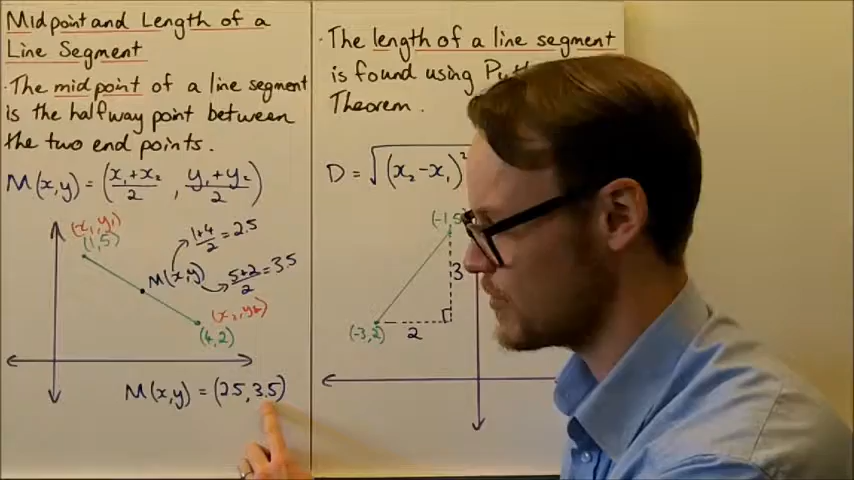 Midpoint and Length of a
Line Segment
· The midpoint of a line segment
is the halfway point between
the two end points.
M(x,y) = (x₁+x₂/2 , y₁+y₂/2)
(x₁,y₁)
(1,5)
1+4/2 = 2.5
M(x,y)
5+2/2 = 3.5
(x₂,y₂)
(4,2)
M(x,y) = (2.5,3.5)
· The length of a line segment
is found using
Theorem.
D = √(x₂-x₁)²
(-1,5)
3
(-3,2)
2